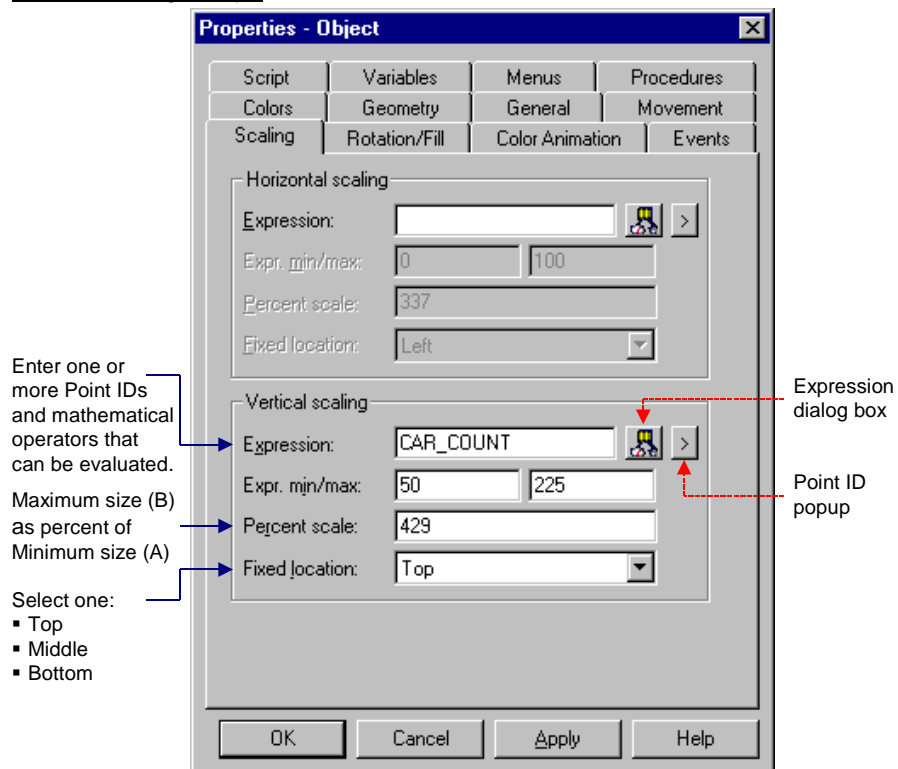 Properties - Object
Script Variables Menus Procedures
Colors Geometry General Movement
Scaling Rotation/Fill Color Animation Events
Horizontal scaling
Expression: >
Expr. min/max: 0 100
Percent scale: 337
Fixed location: Left
Enter one or
more Point IDs
and mathematical
operators that
can be evaluated.
Maximum size (B)
as percent of
Minimum size (A)
Select one:
▪ Top
▪ Middle
▪ Bottom
Vertical scaling
Expression: CAR_COUNT >
Expr. min/max: 50 225
Percent scale: 429
Fixed location: Top
Expression
dialog box
Point ID
popup
OK Cancel Apply Help